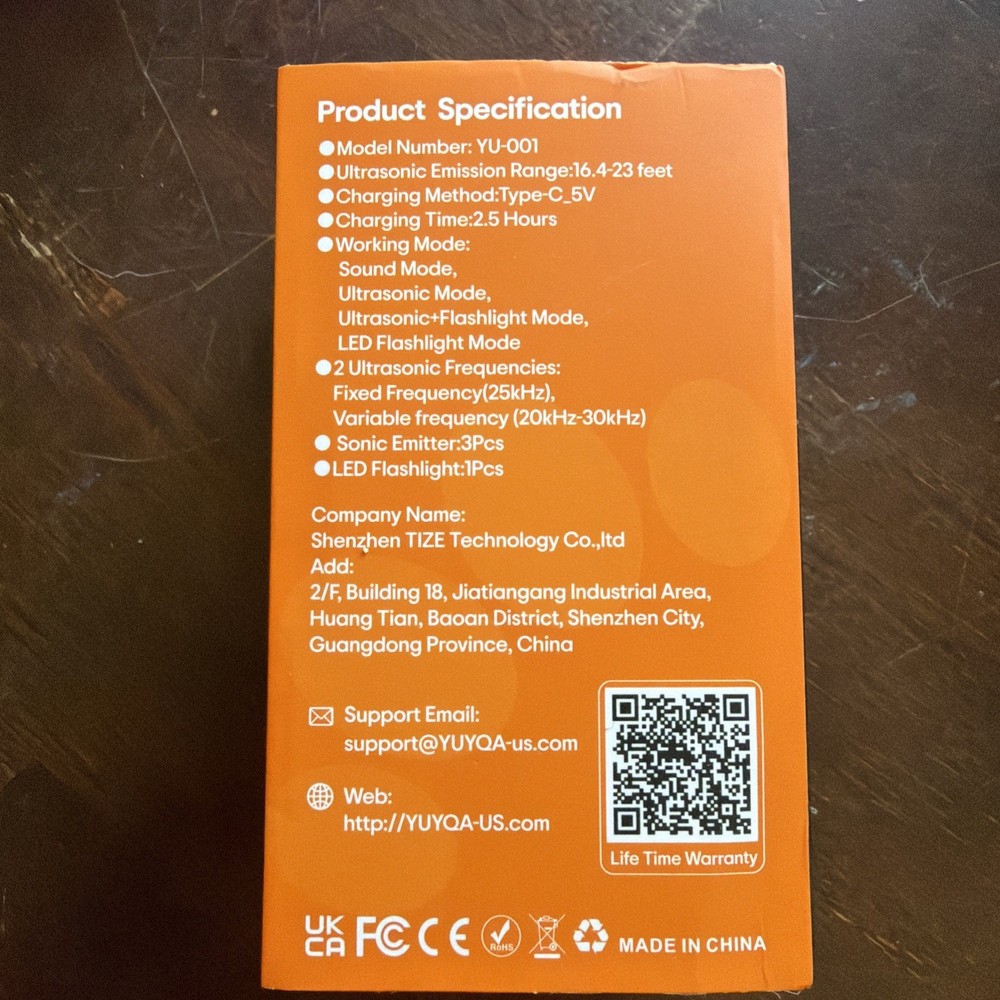 Product Specification
●Model Number: YU-001
●Ultrasonic Emission Range:16.4-23 feet
●Charging Method:Type-C_5V
●Charging Time:2.5 Hours
●Working Mode:
Sound Mode,
Ultrasonic Mode,
Ultrasonic+Flashlight Mode,
LED Flashlight Mode
●2 Ultrasonic Frequencies:
Fixed Frequency(25kHz),
Variable frequency (20kHz-30kHz)
● Sonic Emitter:3Pcs
●LED Flashlight:1Pcs
Company Name:
Shenzhen TIZE Technology Co.,ltd
Add:
2/F, Building 18, Jiatiangang Industrial Area,
Huang Tian, Baoan District, Shenzhen City,
Guangdong Province, China
Support Email:
support@YUYQA-us.com
Web:
http://YUYQA-US.com
Life Time Warranty
UK
CA FC CE RoHS MADE IN CHINA